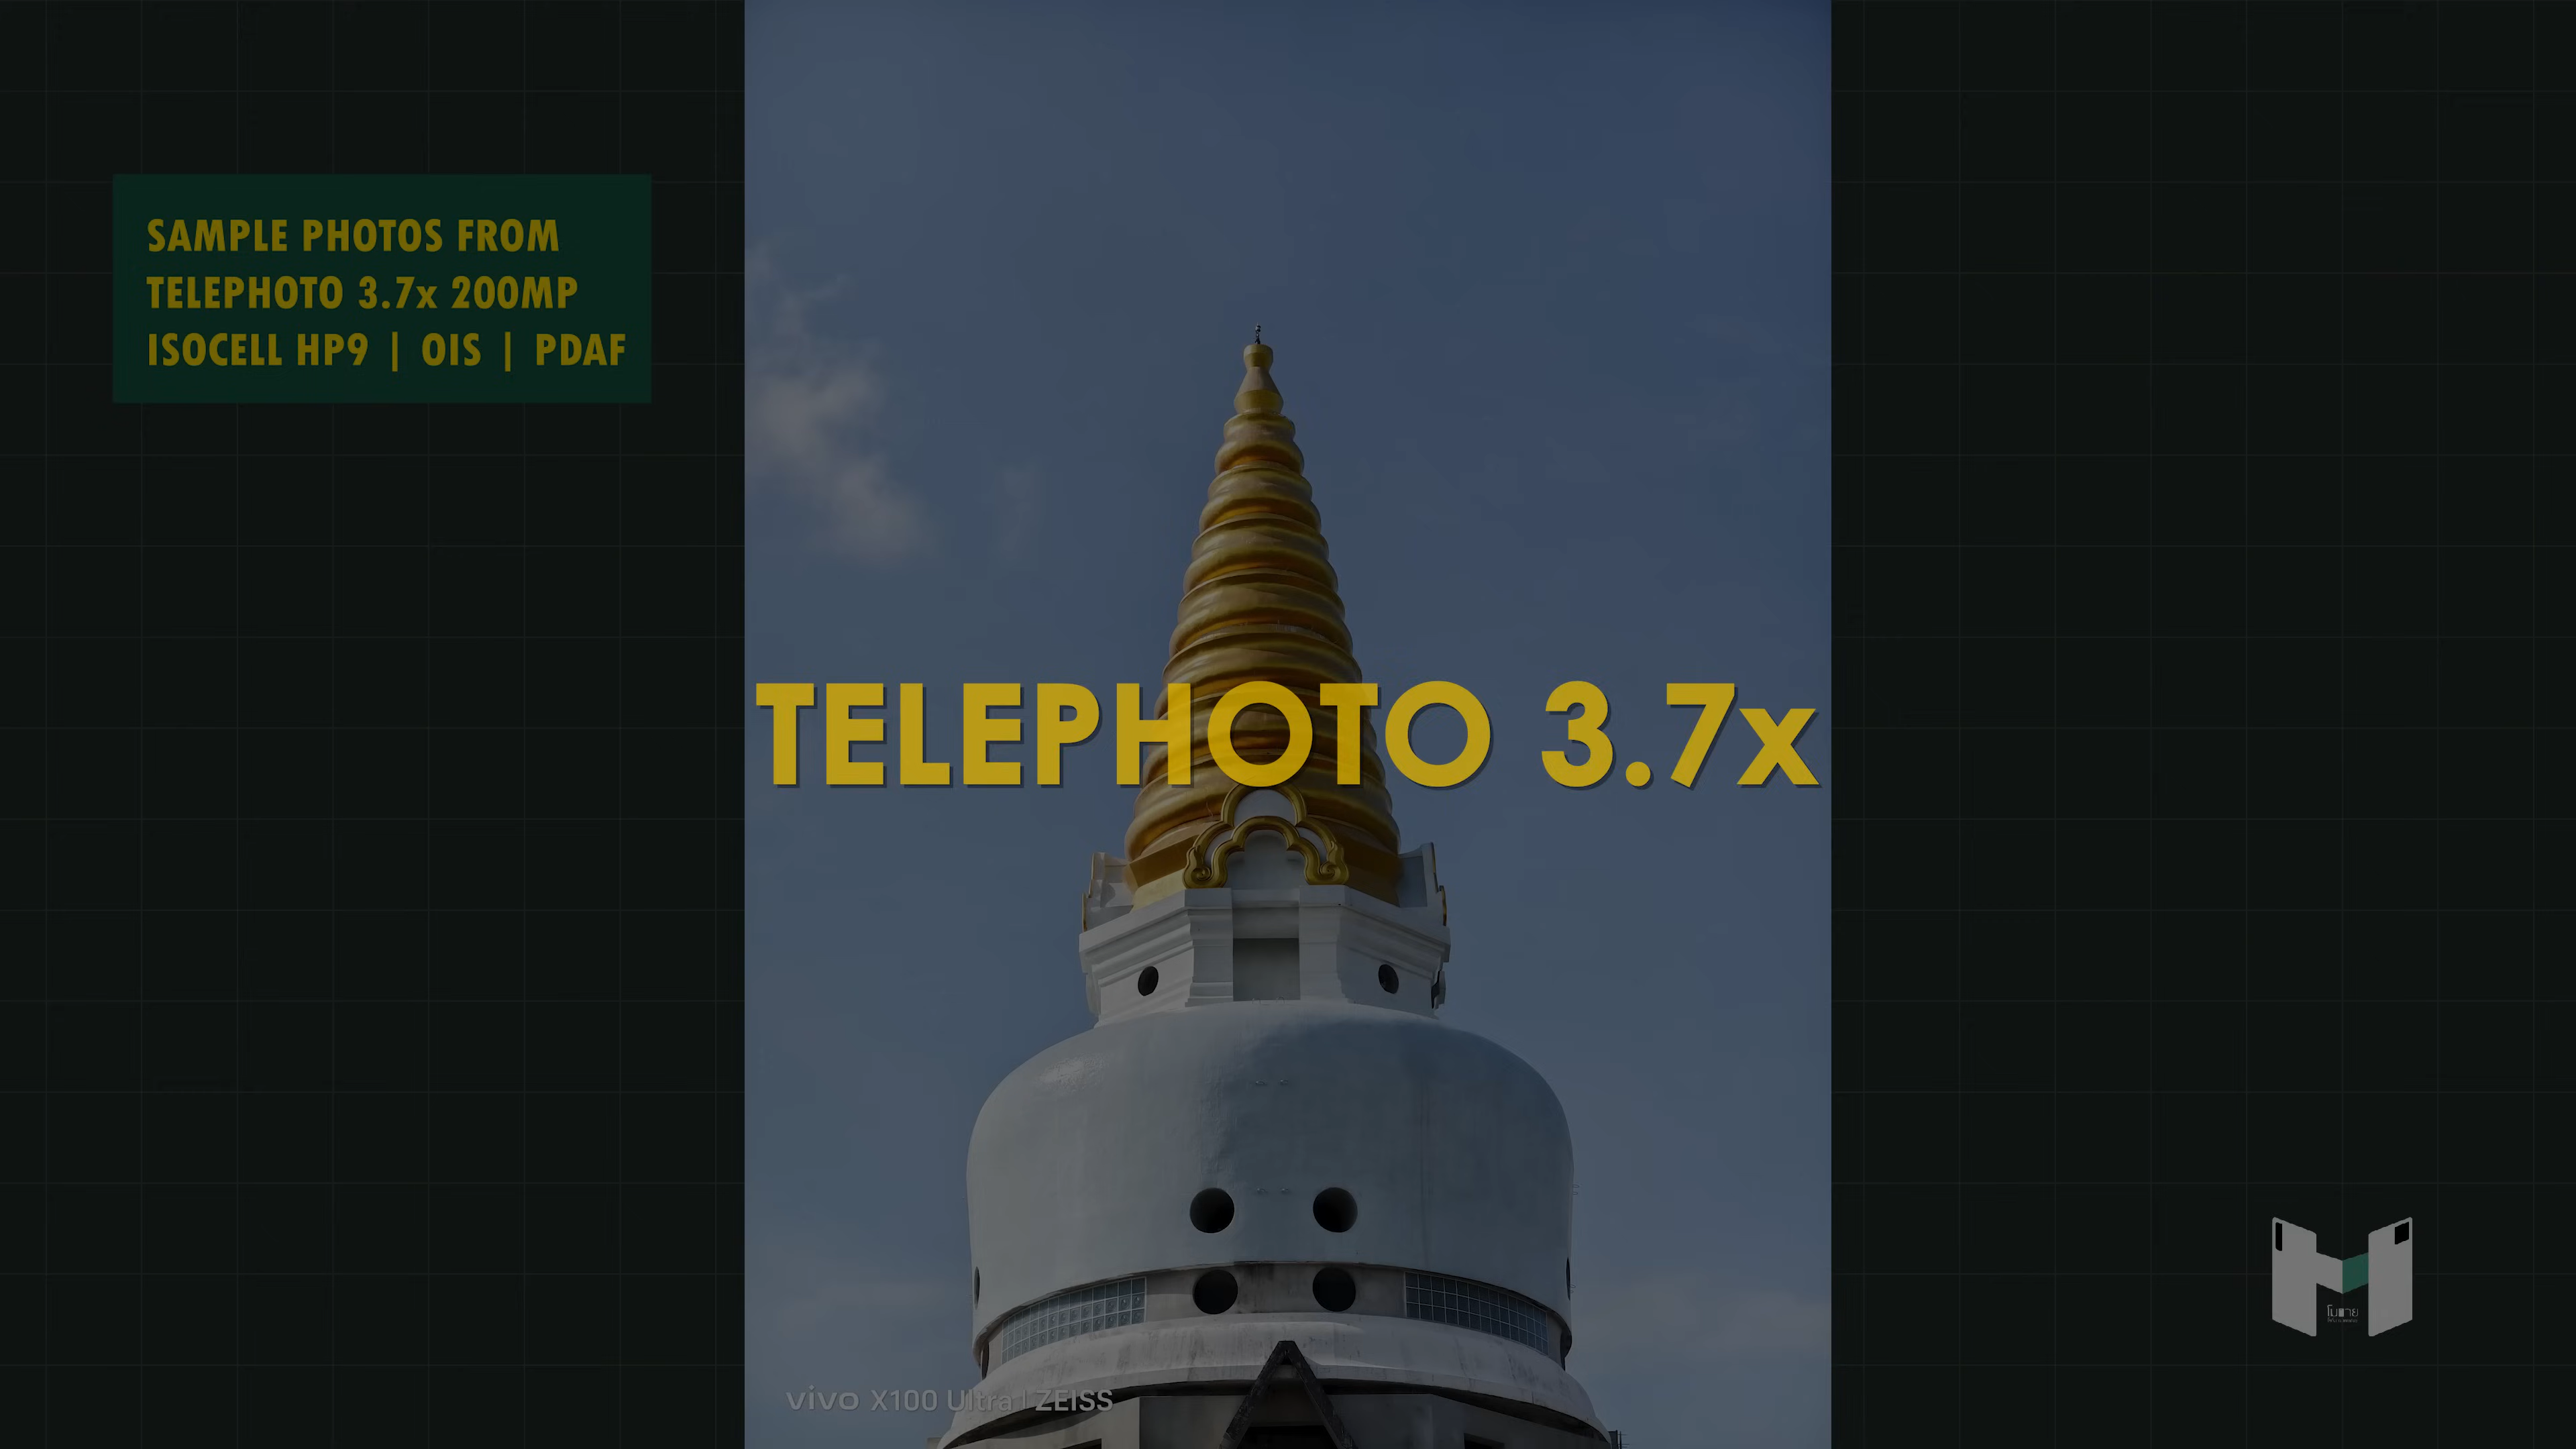 SAMPLE PHOTOS FROM
TELEPHOTO 3.7x 200MP
ISOCELL HP9 | OIS | PDAF
TELEPHOTO 3.7x
vivo X100 Ultra | ZEISS